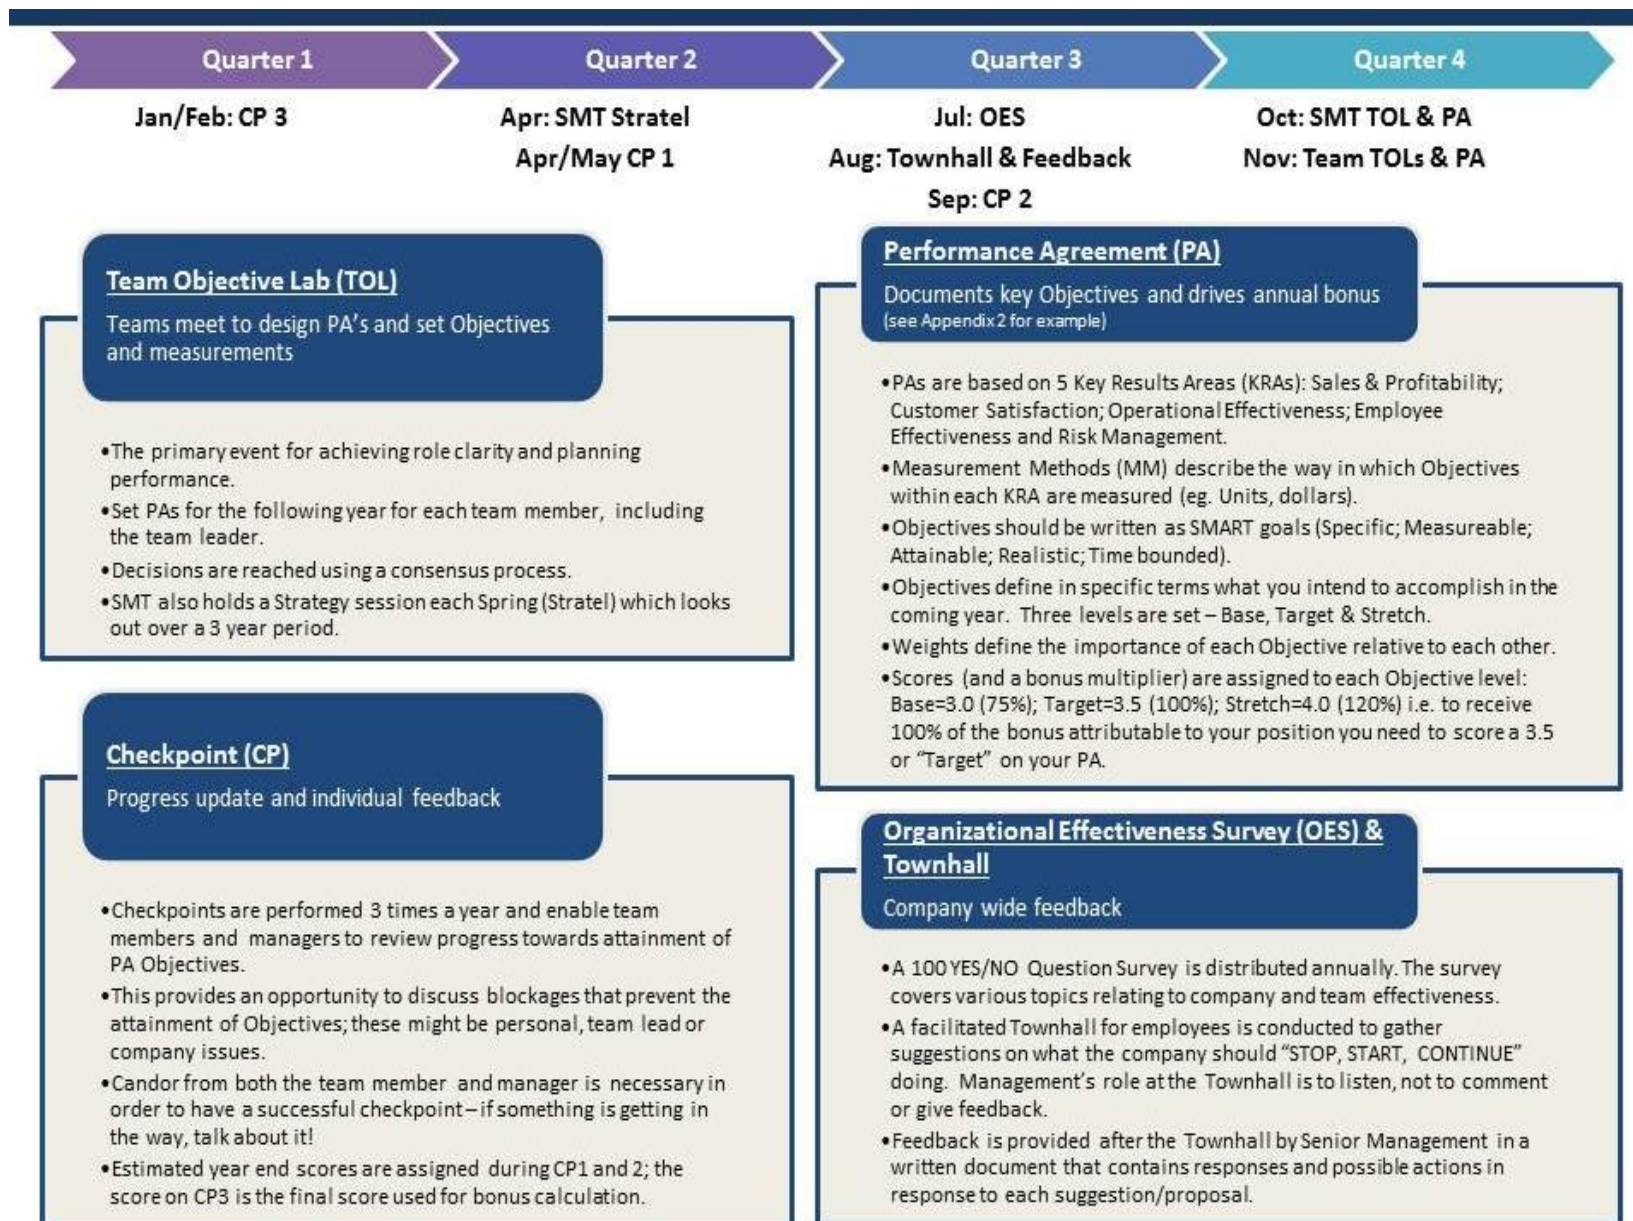 Quarter 1
Quarter 2
Quarter 3
Quarter 4
Jan/Feb: CP 3
Apr: SMT Stratel
Apr/May CP 1
Jul: OES
Aug: Townhall & Feedback
Sep: CP 2
Oct: SMT TOL & PA
Nov: Team TOLs & PA
Team Objective Lab (TOL)
Teams meet to design PA's and set Objectives
and measurements
•The primary event for achieving role clarity and planning
performance.
•Set PAs for the following year for each team member, including
the team leader.
•Decisions are reached using a consensus process.
•SMT also holds a Strategy session each Spring (Stratel) which looks
out over a 3 year period.
Checkpoint (CP)
Progress update and individual feedback
•Checkpoints are performed 3 times a year and enable team
members and managers to review progress towards attainment of
PA Objectives.
•This provides an opportunity to discuss blockages that prevent the
attainment of Objectives; these might be personal, team lead or
company issues.
•Candor from both the team member and manager is necessary in
order to have a successful checkpoint – if something is getting in
the way, talk about it!
•Estimated year end scores are assigned during CP1 and 2; the
score on CP3 is the final score used for bonus calculation.
Performance Agreement (PA)
Documents key Objectives and drives annual bonus
(see Appendix 2 for example)
•PAs are based on 5 Key Results Areas (KRAs): Sales & Profitability;
Customer Satisfaction; Operational Effectiveness; Employee
Effectiveness and Risk Management.
•Measurement Methods (MM) describe the way in which Objectives
within each KRA are measured (eg. Units, dollars).
•Objectives should be written as SMART goals (Specific; Measureable;
Attainable; Realistic; Time bounded).
•Objectives define in specific terms what you intend to accomplish in the
coming year. Three levels are set – Base, Target & Stretch.
•Weights define the importance of each Objective relative to each other.
•Scores (and a bonus multiplier) are assigned to each Objective level:
Base=3.0 (75%); Target=3.5 (100%); Stretch=4.0 (120%) i.e. to receive
100% of the bonus attributable to your position you need to score a 3.5
or “Target” on your PA.
Organizational Effectiveness Survey (OES) &
Townhall
Company wide feedback
•A 100 YES/NO Question Survey is distributed annually. The survey
covers various topics relating to company and team effectiveness.
•A facilitated Townhall for employees is conducted to gather
suggestions on what the company should “STOP, START, CONTINUE”
doing. Management's role at the Townhall is to listen, not to comment
or give feedback.
•Feedback is provided after the Townhall by Senior Management in a
written document that contains responses and possible actions in
response to each suggestion/proposal.